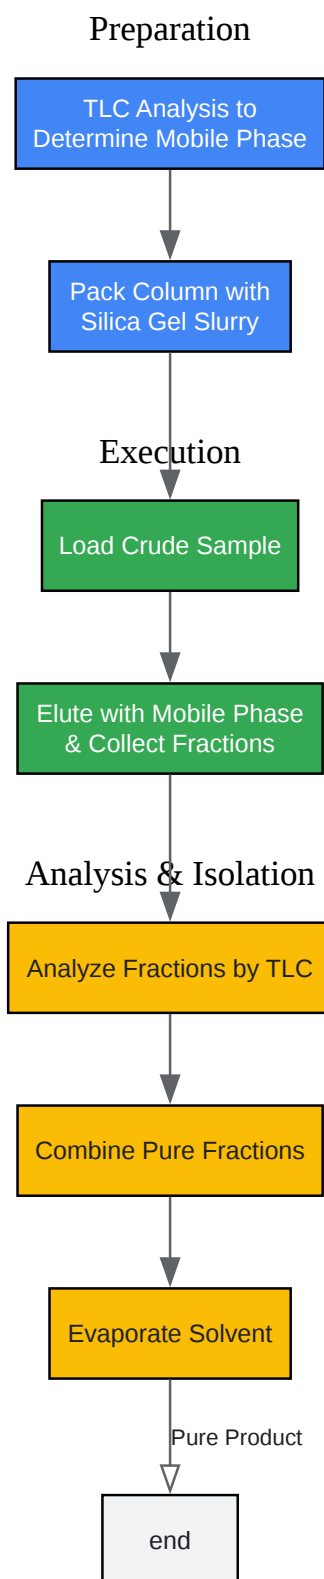 Preparation
TLC Analysis to
Determine Mobile Phase
Pack Column with
Silica Gel Slurry
Execution
Load Crude Sample
Elute with Mobile Phase
& Collect Fractions
Analysis & Isolation
Analyze Fractions by TLC
Combine Pure Fractions
Evaporate Solvent
Pure Product
end